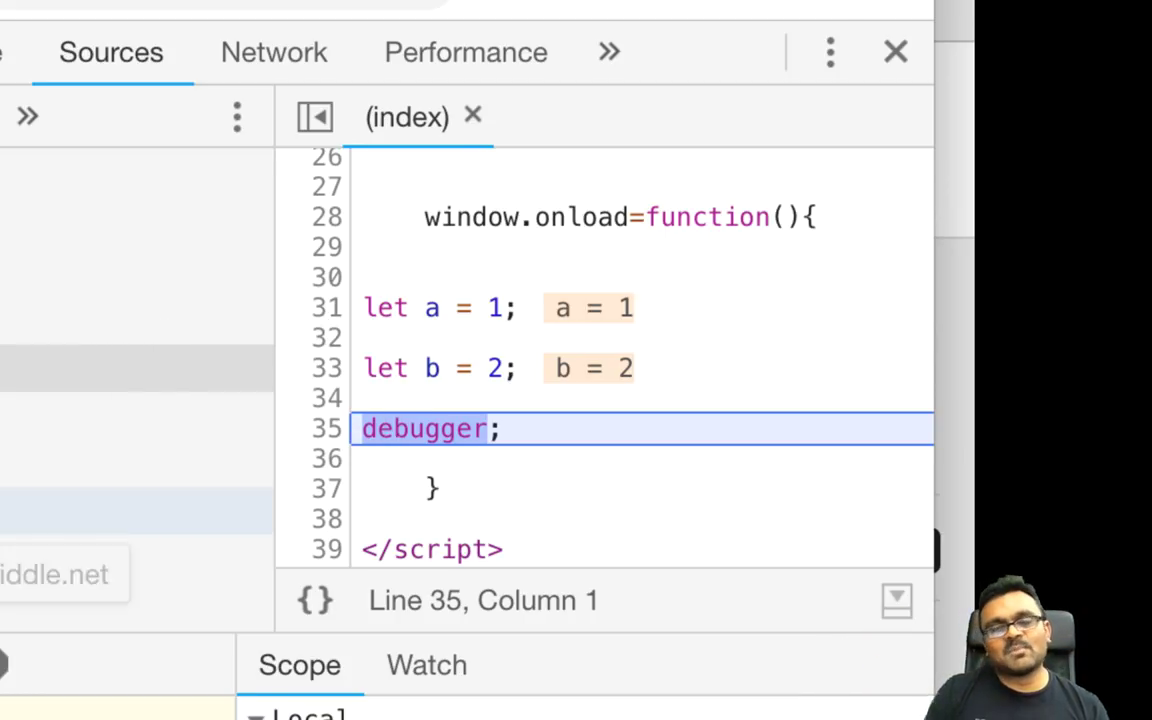 Sources Network Performance
(index)
26
27
28 window.onload=function(){
29
30
31 let a = 1; a = 1
32
33 let b = 2; b = 2
34
35 debugger;
36
37 }
38
39 </script>
iddle.net
{} Line 35, Column 1
Scope Watch
Local